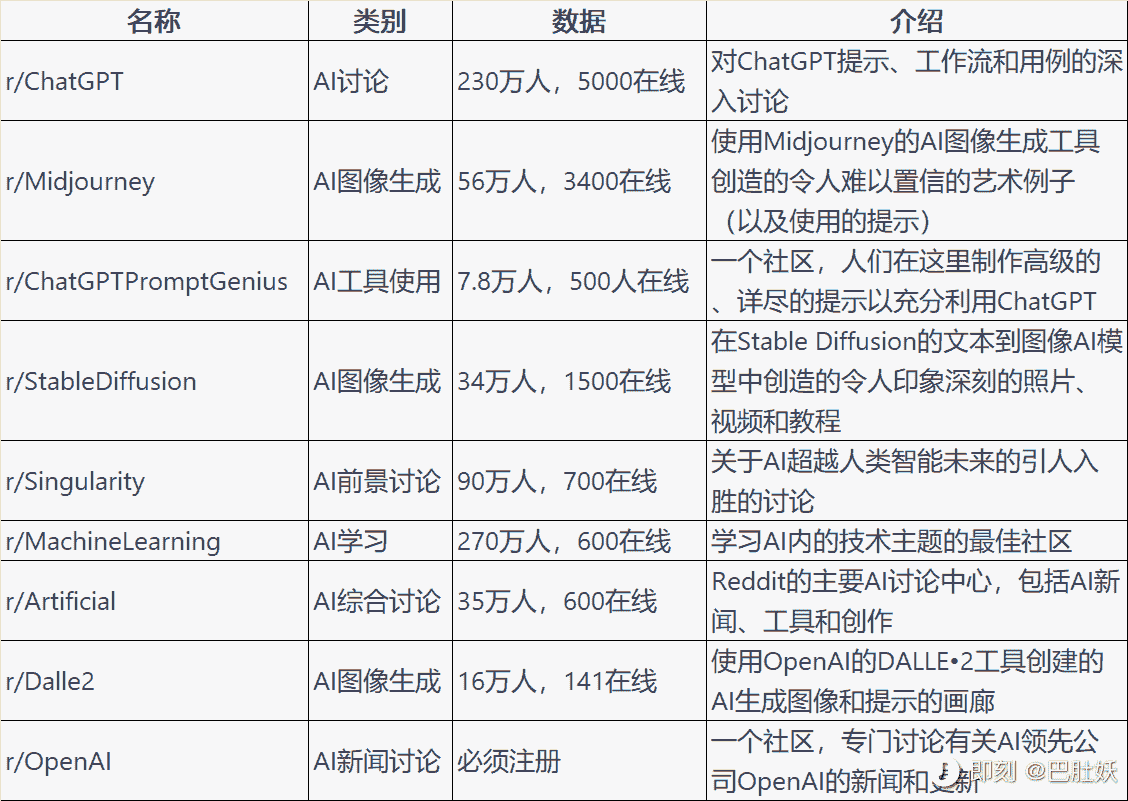 名称 类别 数据 介绍
r/ChatGPT AI讨论 230万人，5000在线 对ChatGPT提示、工作流和用例的深
入讨论
r/Midjourney AI图像生成 56万人，3400在线 使用Midjourney的AI图像生成工具
创造的令人难以置信的艺术例子
（以及使用的提示）
r/ChatGPTPromptGenius AI工具使用 7.8万人，500人在线 一个社区，人们在这里制作高级的
、详尽的提示以充分利用ChatGPT
r/StableDiffusion AI图像生成 34万人，1500在线 在Stable Diffusion的文本到图像AI模
型中创造的令人印象深刻的照片、
视频和教程
r/Singularity AI前景讨论 90万人，700在线 关于AI超越人类智能未来的引人入
胜的讨论
r/MachineLearning AI学习 270万人，600在线 学习AI内的技术主题的最佳社区
r/Artificial AI综合讨论 35万人，600在线 Reddit的主要AI讨论中心，包括AI新
闻、工具和创作
r/Dalle2 AI图像生成 16万人，141在线 使用OpenAI的DALLE•2工具创建的
AI生成图像和提示的画廊
r/OpenAI AI新闻讨论 必须注册 一个社区，专门讨论有关AI领先公
司OpenAI的新闻和更新
即刻 @巴肚妖